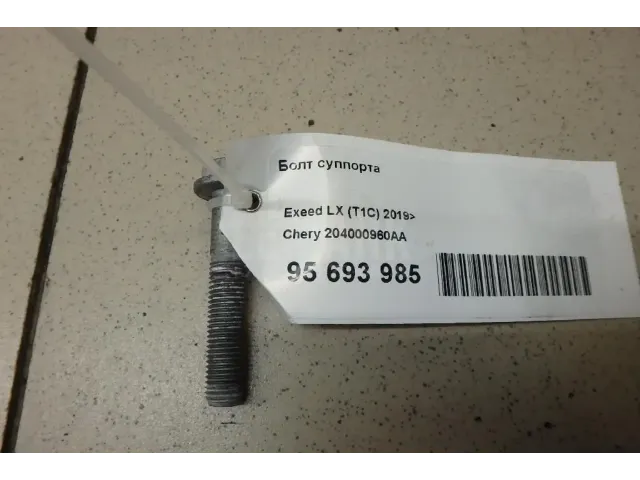 Болт суппорта
Exeed LX (T1C) 2019>
Chery 204000960AA
95 693 985